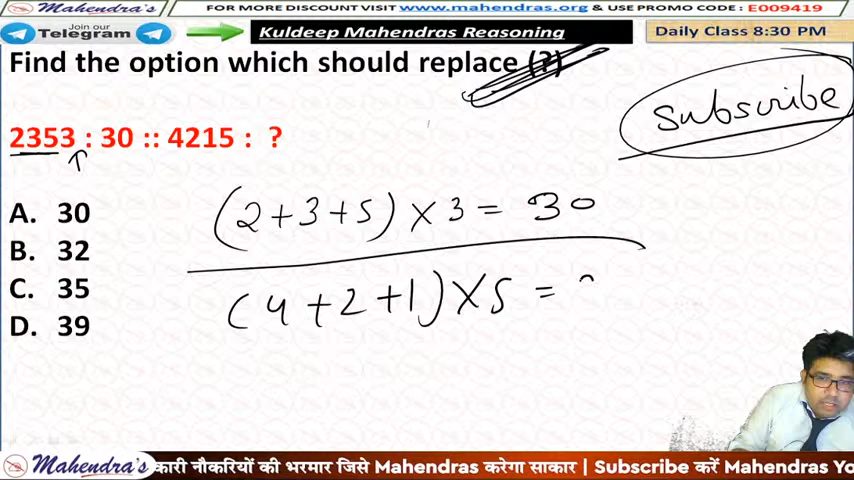 Mahendra's
FOR MORE DISCOUNT VISIT www.mahendras.org & USE PROMO CODE : E009419
Join our
Telegram
Kuldeep Mahendras Reasoning
Daily Class 8:30 PM
Find the option which should replace (?)
Subscribe
2353 : 30 :: 4215 : ?
A. 30
B. 32
C. 35
D. 39
(2+3+5) × 3 = 30
(4+2+1) × 5 =
Mahendra's कारी नौकरियों की भरमार जिसे Mahendras करेगा साकार | Subscribe करें Mahendras Yo